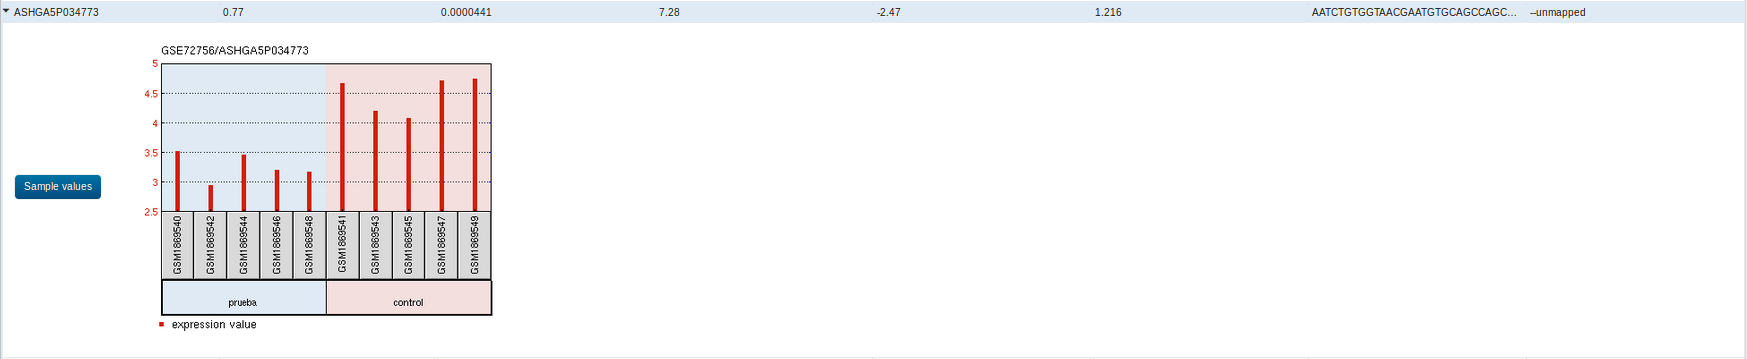 ASHGA5P034773 0.77 0.0000441 7.28 -2.47 1.216 AATCTGTGGTAACGAATGTGCAGCCAGC... --unmapped
GSE72756/ASHGA5P034773
5
4.5
4
3.5
3
2.5
Sample values
GSM1869540 GSM1869542 GSM1869544 GSM1869546 GSM1869548 GSM1869541 GSM1869543 GSM1869545 GSM1869547 GSM1869549
prueba control
expression value